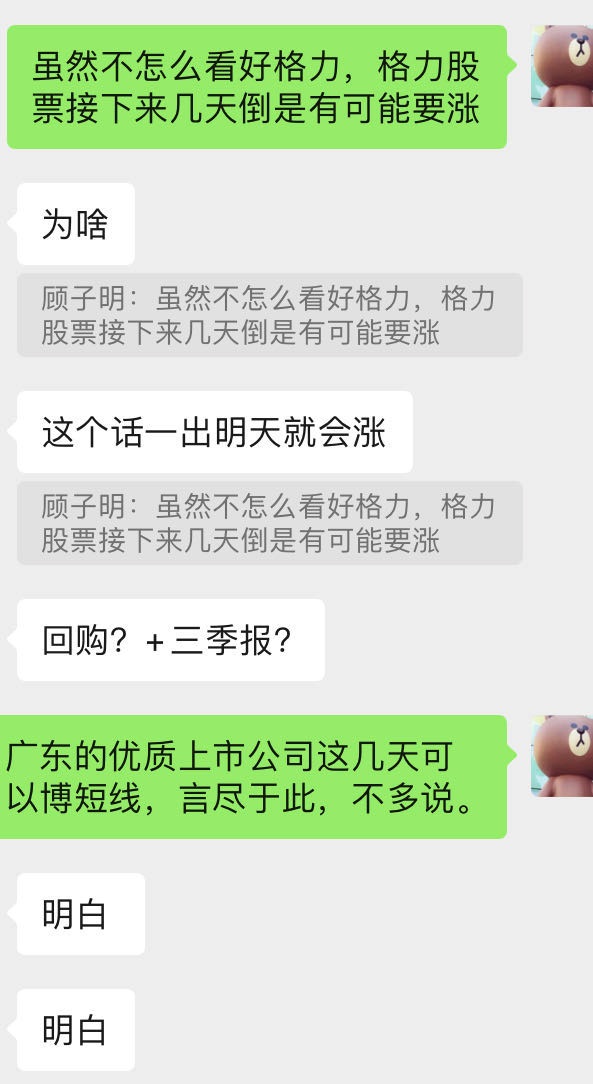 虽然不怎么看好格力，格力股
票接下来几天倒是有可能要涨
为啥
顾子明：虽然不怎么看好格力，格力
股票接下来几天倒是有可能要涨
这个话一出明天就会涨
顾子明：虽然不怎么看好格力，格力
股票接下来几天倒是有可能要涨
回购？+三季报？
广东的优质上市公司这几天可
以博短线，言尽于此，不多说。
明白
明白